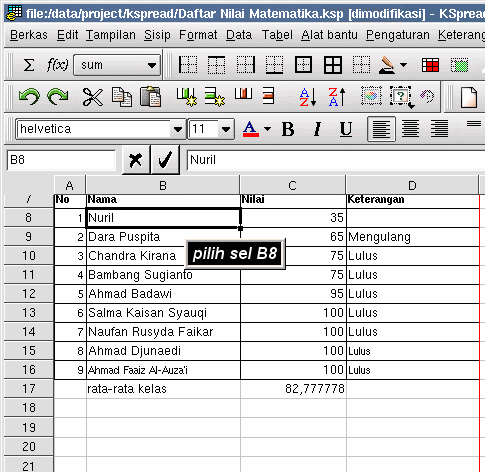 file:/data/project/kspread/Daftar Nilai Matematika.ksp [dimodifikasi] - KSpre
Berkas Edit Tampilan Sisip Format Data Tabel Alat bantu Pengaturan Keteran
Σ f(x) sum
A Z Z A
helvetica 11 A B I U
B8 Nuril
A B C D
7 No Nama Nilai Keterangan
8 1 Nuril 35
9 2 Dara Puspita 65 Mengulang
pilih sel B8
10 3 Chandra Kirana 75 Lulus
11 4 Bambang Sugianto 75 Lulus
12 5 Ahmad Badawi 95 Lulus
13 6 Salma Kaisan Syauqi 100 Lulus
14 7 Naufan Rusyda Faikar 100 Lulus
15 8 Ahmad Djunaedi 100 Lulus
16 9 Ahmad Faaiz Al-Auza'i 100 Lulus
17 rata-rata kelas 82,777778
18
19
20
21